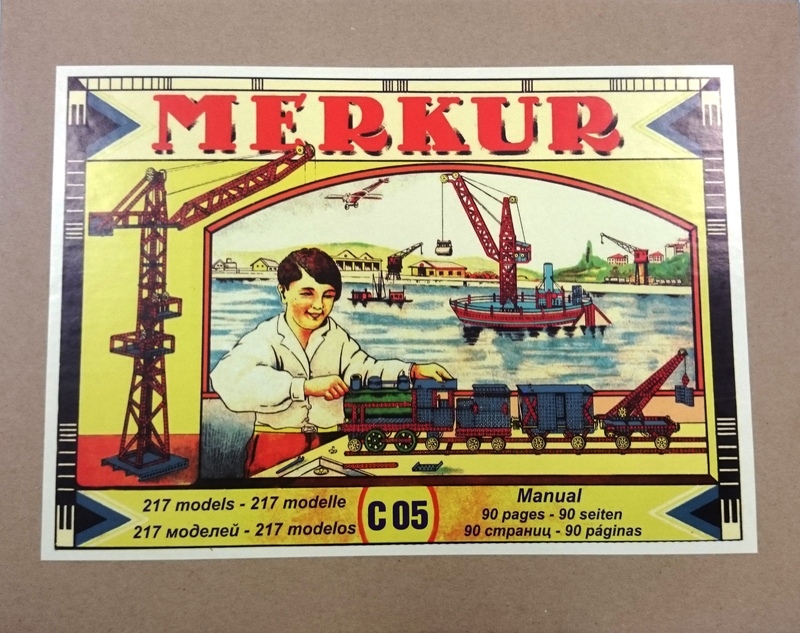 MERKUR
217 models - 217 modelle
217 моделей - 217 modelos
C 05
Manual
90 pages - 90 seiten
90 страниц - 90 páginas